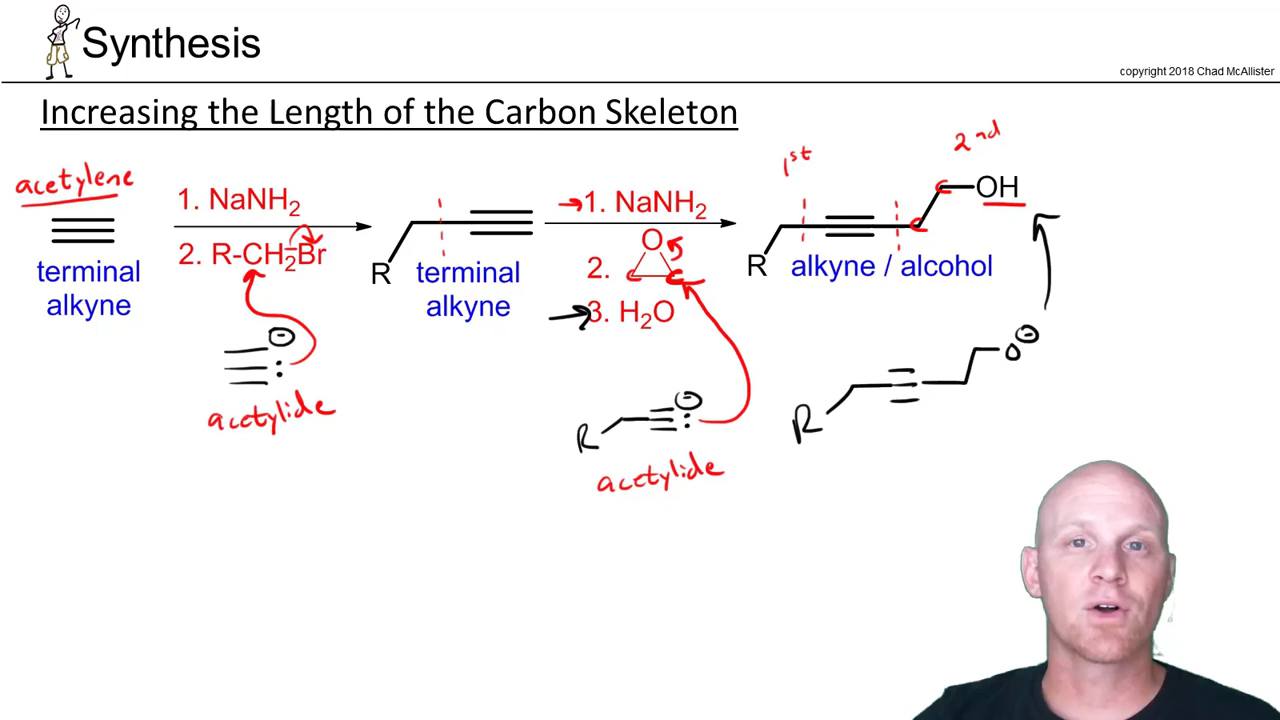 Synthesis
copyright 2018 Chad McAllister
Increasing the Length of the Carbon Skeleton
acetylene
terminal
alkyne
1. NaNH2
2. R-CH2Br
acetylide
R
terminal
alkyne
1. NaNH2
O
2.
3. H2O
R
acetylide
1st
2nd
OH
R
alkyne / alcohol
R
O